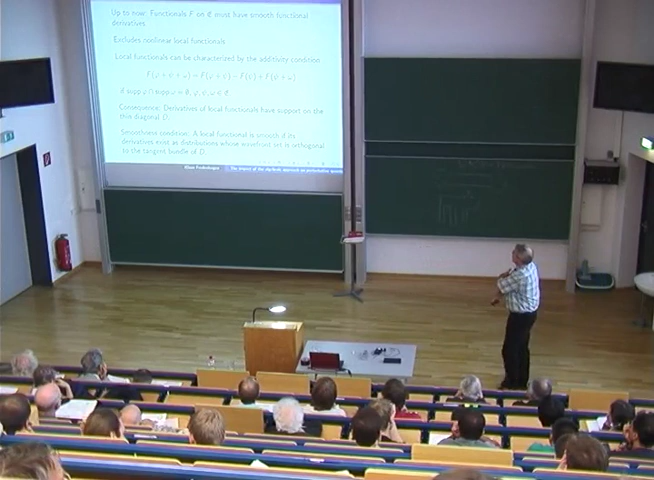 Up to now: Functionals F on 𝔈 must have smooth functional
derivatives
Excludes nonlinear local functionals
Local functionals can be characterized by the additivity condition
F(φ + ψ + ω) = F(φ + ψ) − F(ψ) + F(ψ + ω)
if supp φ ∩ supp ω = ∅, φ, ψ, ω ∈ 𝔈.
Consequence: Derivatives of local functionals have support on the
thin diagonal D.
Smoothness condition: A local functional is smooth if its
derivatives exist as distributions whose wavefront set is orthogonal
to the tangent bundle of D.
Klaus Fredenhagen